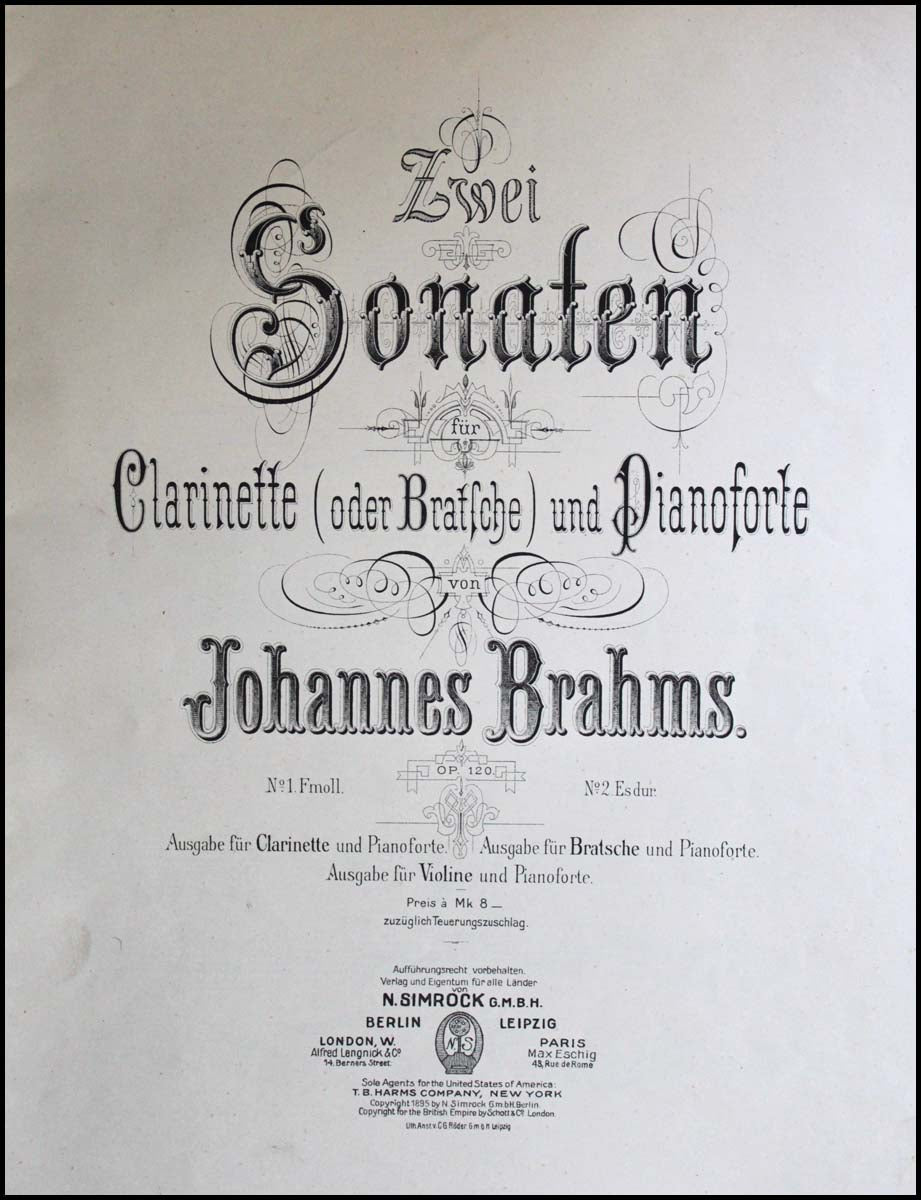 Zwei
Sonaten
für
Clarinette (oder Bratsche) und Pianoforte
von
Johannes Brahms.
OP. 120.
No. 1. Fmoll. No. 2. Esdur.
Ausgabe für Clarinette und Pianoforte. Ausgabe für Bratsche und Pianoforte.
Ausgabe für Violine und Pianoforte.
Preis à Mk 8 —
zuzüglich Teuerungszuschlag.
Aufführungsrecht vorbehalten.
Verlag und Eigentum für alle Länder
von
N. SIMROCK G.M.B.H.
BERLIN LEIPZIG
NS
LONDON, W. PARIS
Alfred Lengnick & Co. Max Eschig
14, Berners Street. 48, Rue de Rome
Sole Agents for the United States of America:
T. B. HARMS COMPANY, NEW YORK
Copyright 1895 by N. Simrock G.m.b.H. Berlin.
Copyright for the British Empire by Schott & Co. London.
Lith. Anst. v. C. G. Röder G m b H Leipzig